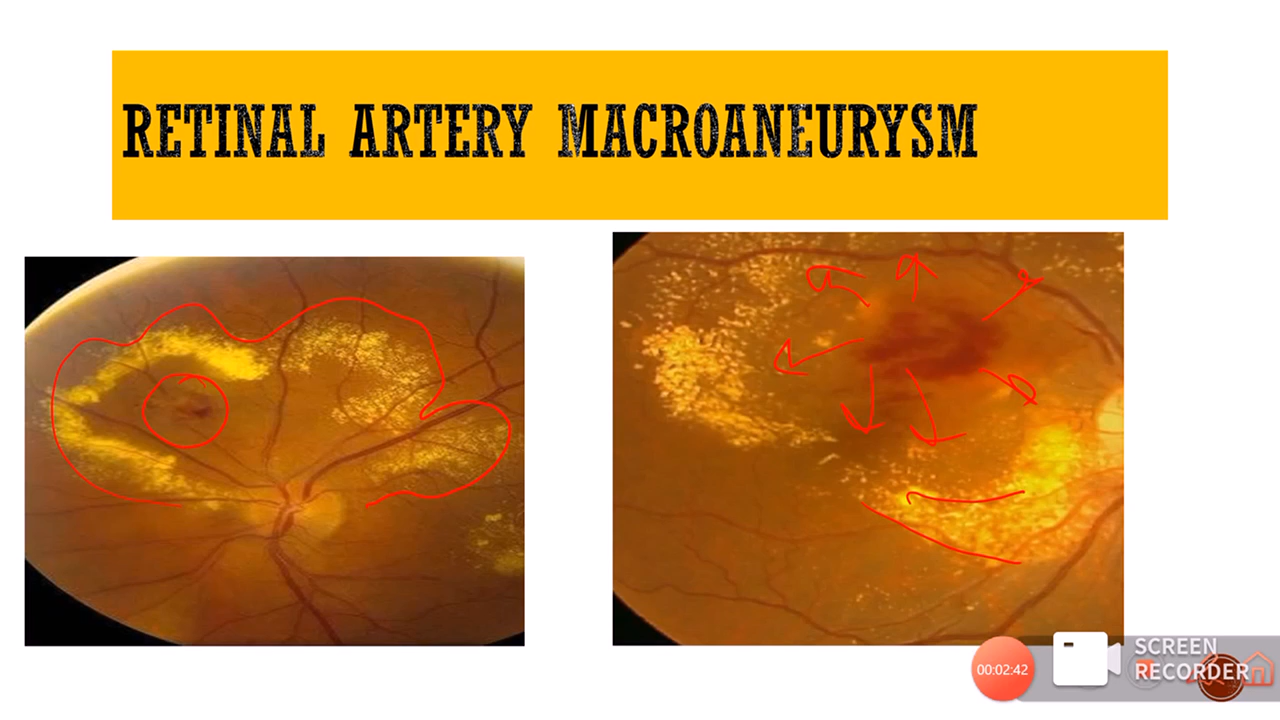 RETINAL ARTERY MACROANEURYSM
00:02:42
SCREEN
RECORDER